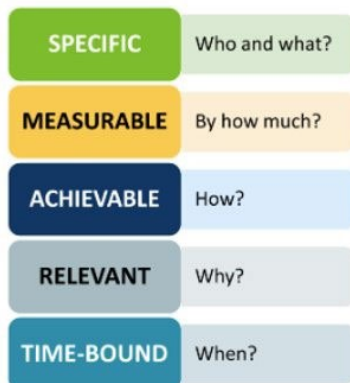 SPECIFIC Who and what?
MEASURABLE By how much?
ACHIEVABLE How?
RELEVANT Why?
TIME-BOUND When?